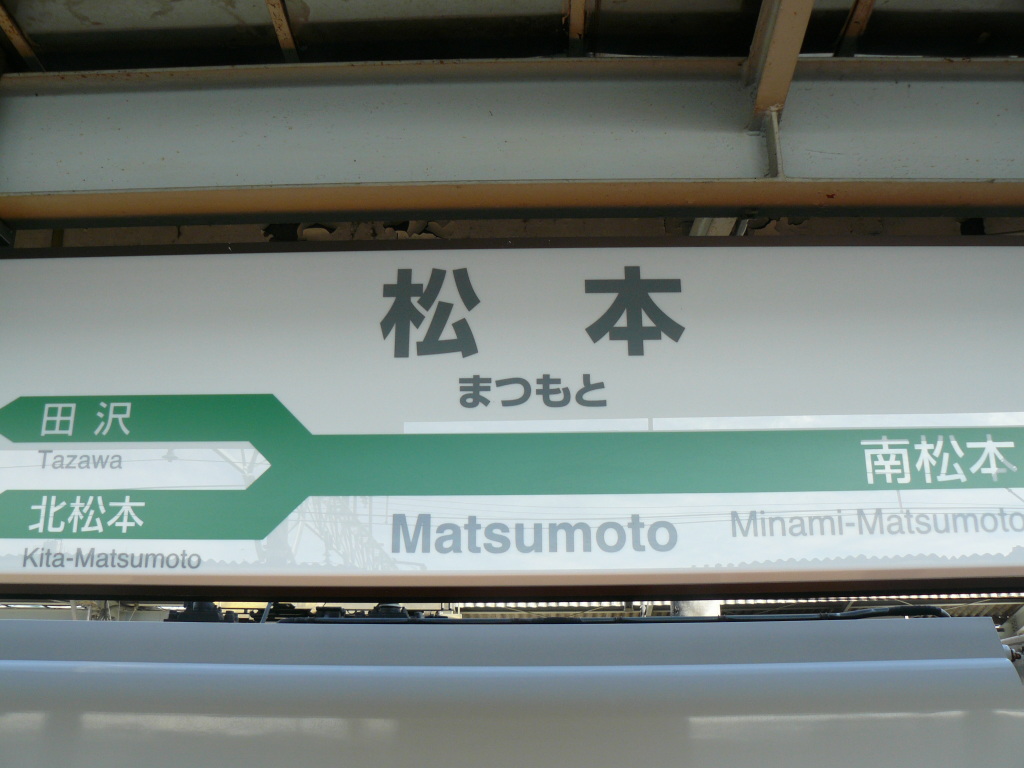 松本
まつもと
田沢
Tazawa
北松本
Kita-Matsumoto
Matsumoto
南松本
Minami-Matsumoto